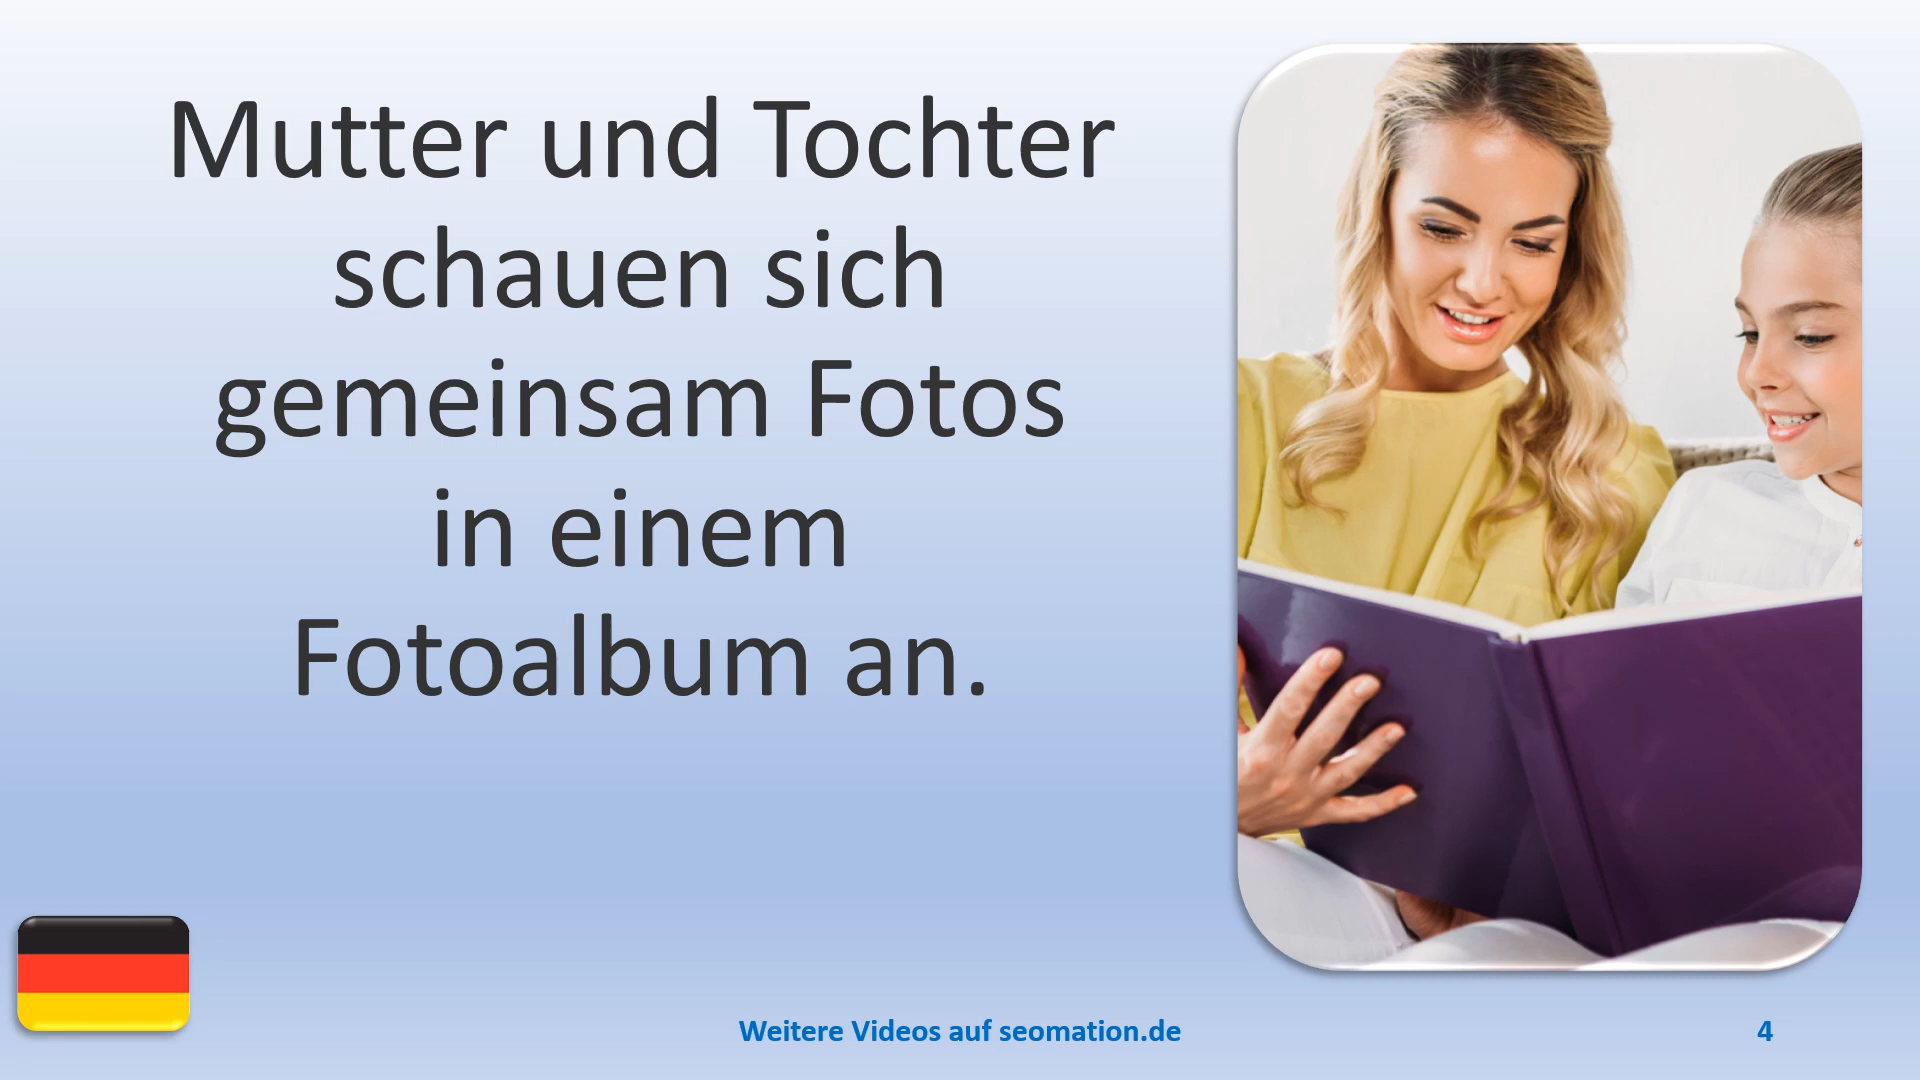 Mutter und Tochter
schauen sich
gemeinsam Fotos
in einem
Fotoalbum an.
Weitere Videos auf seomation.de
4